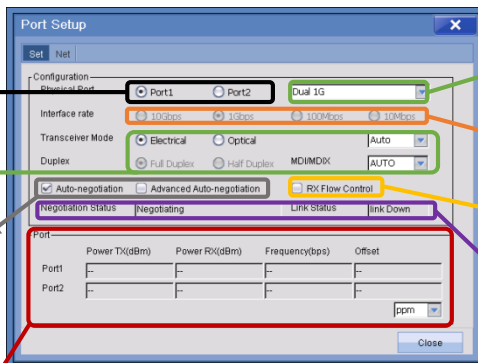 Port Setup
Set Net
Configuration
Physical Port Port1 Port2 Dual 1G
Interface rate 10Gbps 1Gbps 100Mbps 10Mbps
Transceiver Mode Electrical Optical Auto
Duplex Full Duplex Half Duplex MDI/MDIX AUTO
Auto-negotiation Advanced Auto-negotiation RX Flow Control
Negotiation Status Negotiating Link Status link Down
Port
Power TX(dBm) Power RX(dBm) Frequency(bps) Offset
Port1 -- -- -- --
Port2 -- -- -- --
ppm
Close